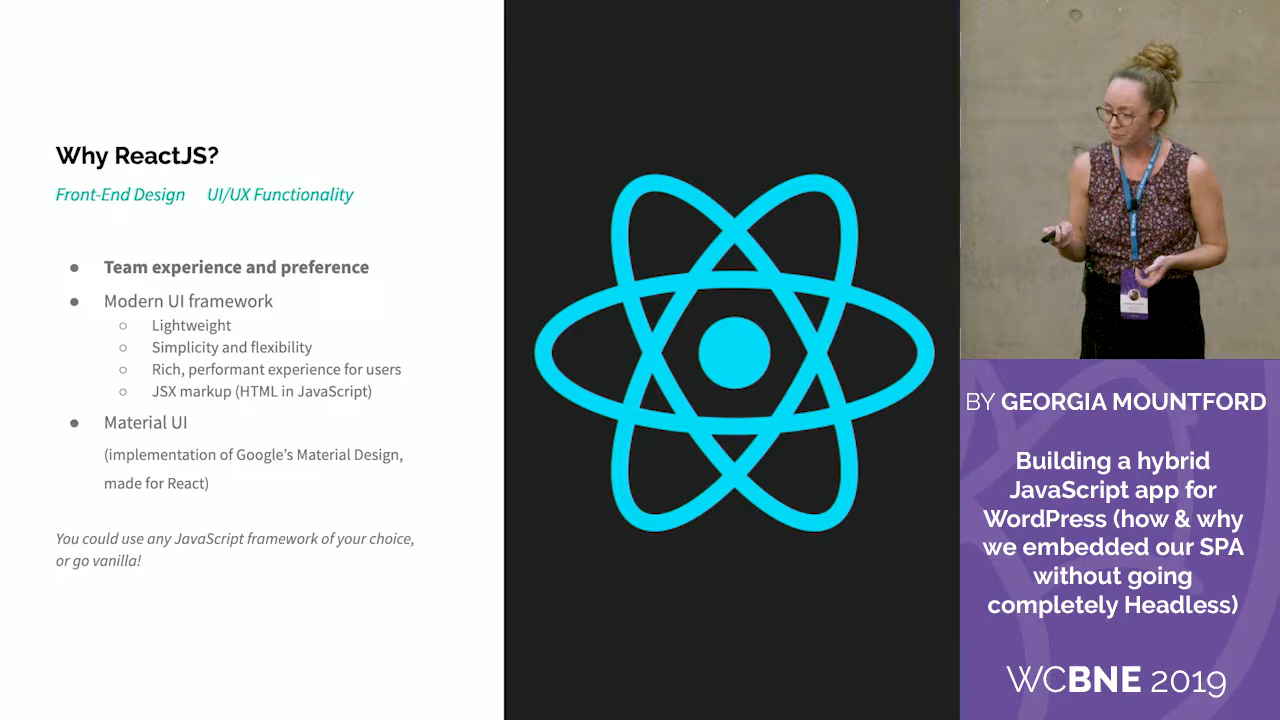 Why ReactJS?
Front-End Design UI/UX Functionality
● Team experience and preference
● Modern UI framework
○ Lightweight
○ Simplicity and flexibility
○ Rich, performant experience for users
○ JSX markup (HTML in JavaScript)
● Material UI
(implementation of Google's Material Design,
made for React)
You could use any JavaScript framework of your choice,
or go vanilla!
BY GEORGIA MOUNTFORD
Building a hybrid
JavaScript app for
WordPress (how & why
we embedded our SPA
without going
completely Headless)
WCBNE 2019